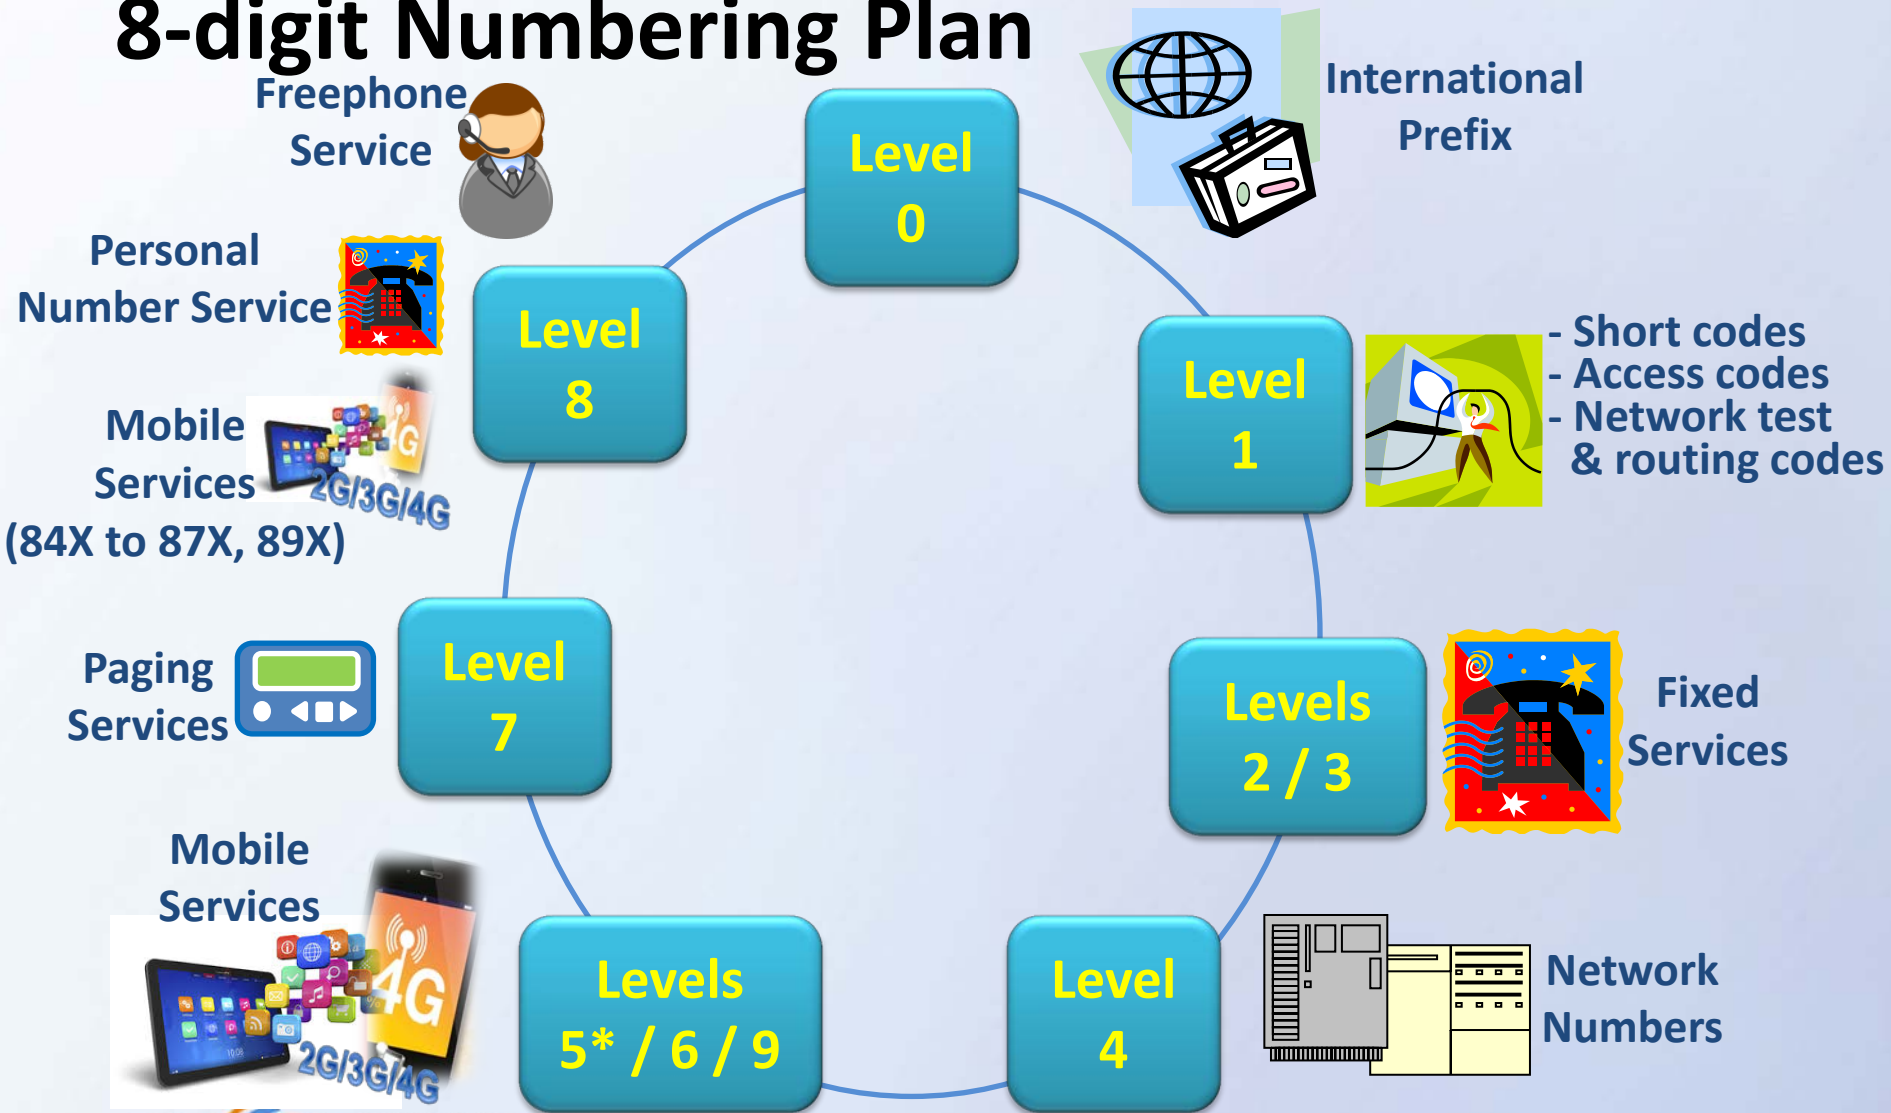 8-digit Numbering Plan
Freephone
Service
Level
0
International
Prefix
Personal
Number Service
Level
8
Level
1
- Short codes
- Access codes
- Network test
& routing codes
Mobile
Services
4G
2G/3G/4G
(84X to 87X, 89X)
Paging
Services
Level
7
Levels
2 / 3
Fixed
Services
Mobile
Services
4G
2G/3G/4G
Levels
5* / 6 / 9
Level
4
Network
Numbers